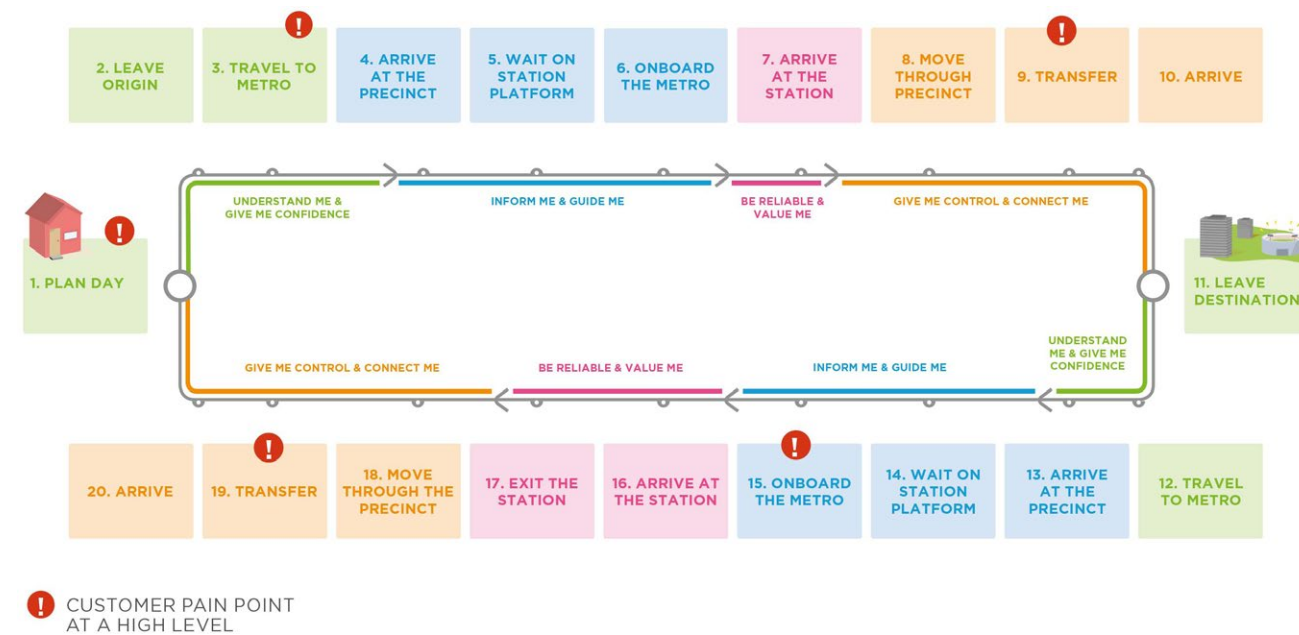 2. LEAVE
ORIGIN
3. TRAVEL TO
METRO
4. ARRIVE
AT THE
PRECINCT
5. WAIT ON
STATION
PLATFORM
6. ONBOARD
THE METRO
7. ARRIVE
AT THE
STATION
8. MOVE
THROUGH
PRECINCT
9. TRANSFER
10. ARRIVE
UNDERSTAND ME &
GIVE ME CONFIDENCE
INFORM ME & GUIDE ME
BE RELIABLE &
VALUE ME
GIVE ME CONTROL & CONNECT ME
1. PLAN DAY
11. LEAVE
DESTINATION
GIVE ME CONTROL & CONNECT ME
BE RELIABLE & VALUE ME
INFORM ME & GUIDE ME
UNDERSTAND
ME & GIVE ME
CONFIDENCE
20. ARRIVE
19. TRANSFER
18. MOVE
THROUGH THE
PRECINCT
17. EXIT THE
STATION
16. ARRIVE AT
THE STATION
15. ONBOARD
THE METRO
14. WAIT ON
STATION
PLATFORM
13. ARRIVE
AT THE
PRECINCT
12. TRAVEL
TO METRO
! CUSTOMER PAIN POINT
AT A HIGH LEVEL